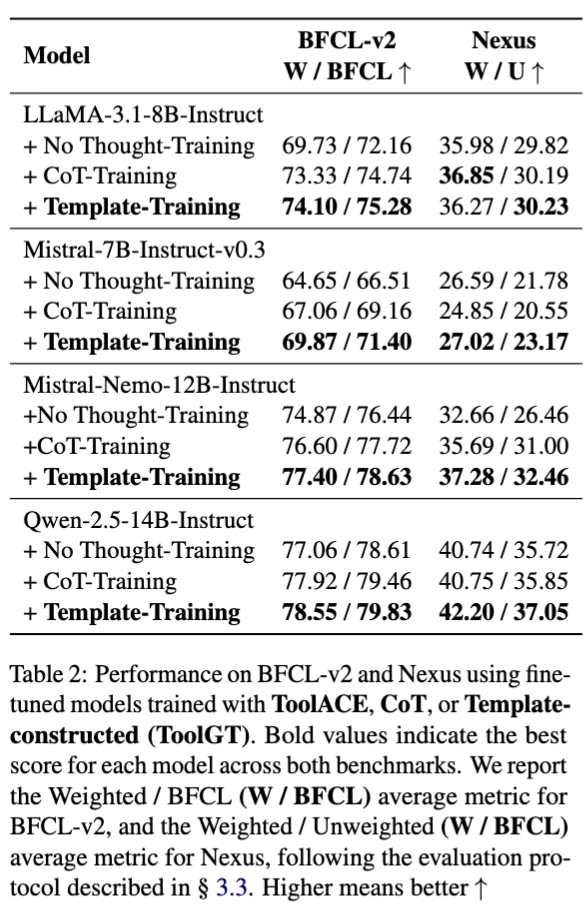 Model BFCL-v2 Nexus
W / BFCL ↑ W / U ↑
LLaMA-3.1-8B-Instruct
+ No Thought-Training 69.73 / 72.16 35.98 / 29.82
+ CoT-Training 73.33 / 74.74 36.85 / 30.19
+ Template-Training 74.10 / 75.28 36.27 / 30.23
Mistral-7B-Instruct-v0.3
+ No Thought-Training 64.65 / 66.51 26.59 / 21.78
+ CoT-Training 67.06 / 69.16 24.85 / 20.55
+ Template-Training 69.87 / 71.40 27.02 / 23.17
Mistral-Nemo-12B-Instruct
+No Thought-Training 74.87 / 76.44 32.66 / 26.46
+CoT-Training 76.60 / 77.72 35.69 / 31.00
+ Template-Training 77.40 / 78.63 37.28 / 32.46
Qwen-2.5-14B-Instruct
+ No Thought-Training 77.06 / 78.61 40.74 / 35.72
+ CoT-Training 77.92 / 79.46 40.75 / 35.85
+ Template-Training 78.55 / 79.83 42.20 / 37.05
Table 2: Performance on BFCL-v2 and Nexus using fine-
tuned models trained with ToolACE, CoT, or Template-
constructed (ToolGT). Bold values indicate the best
score for each model across both benchmarks. We report
the Weighted / BFCL (W / BFCL) average metric for
BFCL-v2, and the Weighted / Unweighted (W / BFCL)
average metric for Nexus, following the evaluation pro-
tocol described in § 3.3. Higher means better ↑